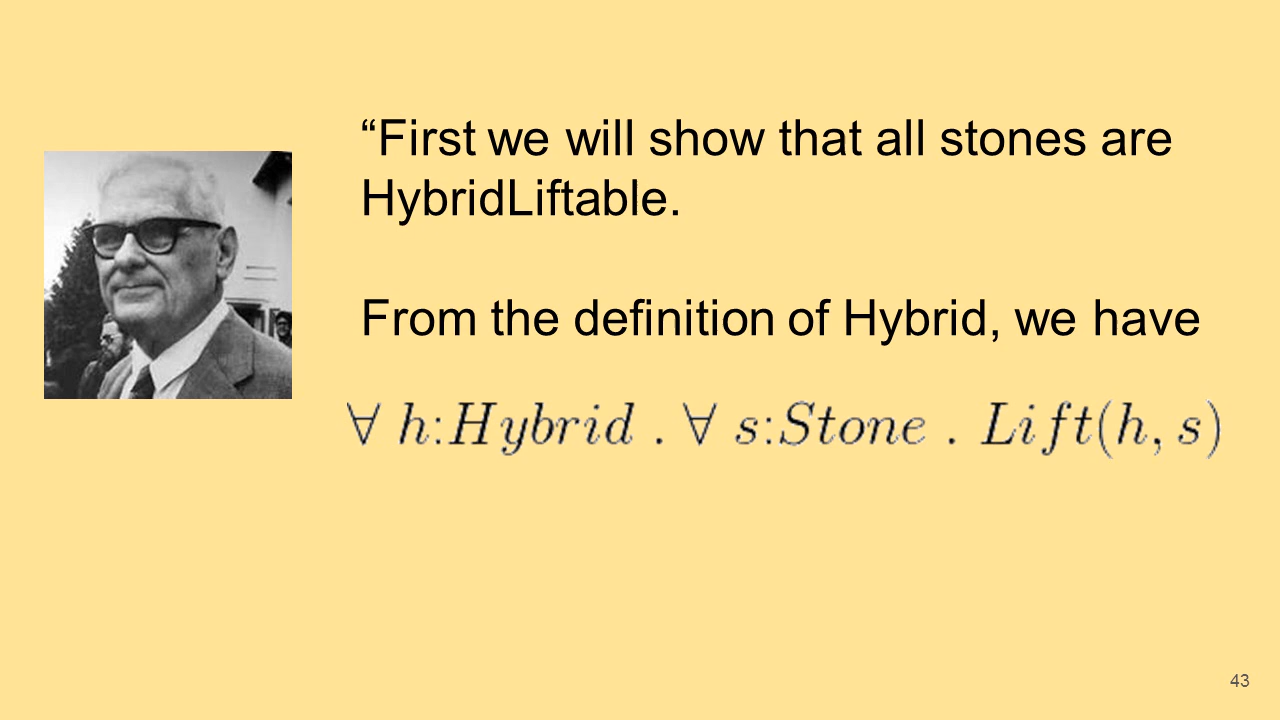 “First we will show that all stones are
HybridLiftable.
From the definition of Hybrid, we have
∀ h:Hybrid . ∀ s:Stone . Lift(h, s)
43